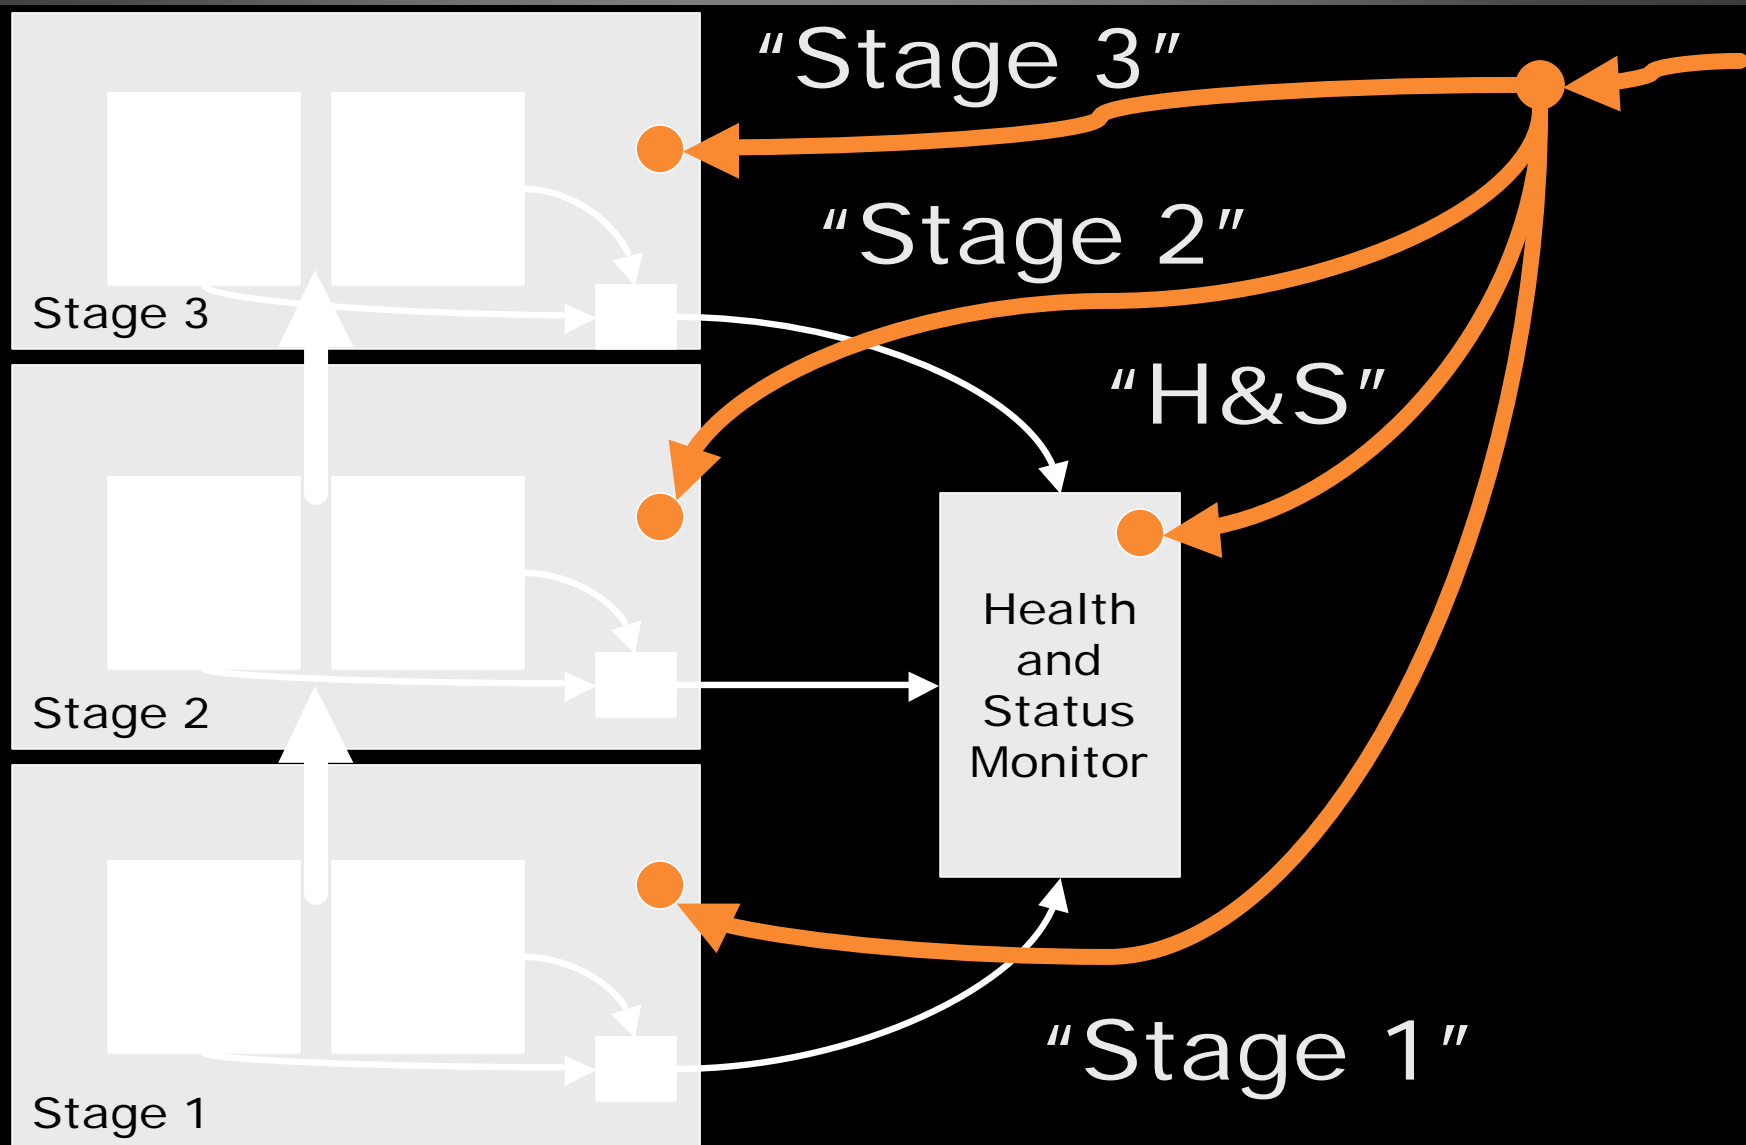 “Stage 3”
“Stage 2”
Stage 3
“H&S”
Health
and
Status
Monitor
Stage 2
“Stage 1”
Stage 1